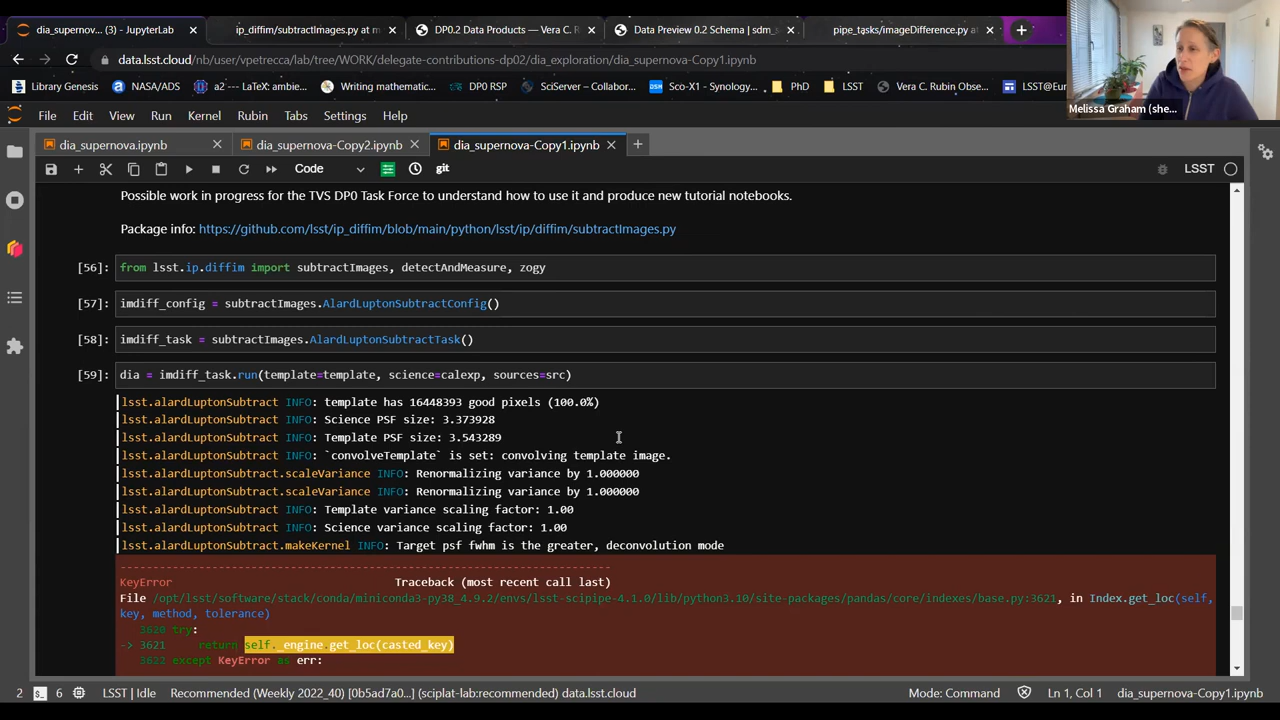 dia_supernov... (3) - JupyterLab
ip_diffim/subtractImages.py at m
DP0.2 Data Products — Vera C. R
Data Preview 0.2 Schema | sdm_s
pipe_tasks/imageDifference.py at
data.lsst.cloud/nb/user/vpetrecca/lab/tree/WORK/delegate-contributions-dp02/dia_exploration/dia_supernova-Copy1.ipynb
Library Genesis
NASA/ADS
a2 --- LaTeX: ambie...
Writing mathematic...
DP0 RSP
SciServer – Collabor...
Sco-X1 - Synology...
PhD
LSST
Vera C. Rubin Obse...
LSST@Eur
Melissa Graham (she...
File Edit View Run Kernel Rubin Tabs Settings Help
dia_supernova.ipynb
dia_supernova-Copy2.ipynb
dia_supernova-Copy1.ipynb
Code
git
LSST
Possible work in progress for the TVS DP0 Task Force to understand how to use it and produce new tutorial notebooks.
Package info: https://github.com/lsst/ip_diffim/blob/main/python/lsst/ip/diffim/subtractImages.py
[56]: from lsst.ip.diffim import subtractImages, detectAndMeasure, zogy
[57]: imdiff_config = subtractImages.AlardLuptonSubtractConfig()
[58]: imdiff_task = subtractImages.AlardLuptonSubtractTask()
[59]: dia = imdiff_task.run(template=template, science=calexp, sources=src)
lsst.alardLuptonSubtract INFO: template has 16448393 good pixels (100.0%)
lsst.alardLuptonSubtract INFO: Science PSF size: 3.373928
lsst.alardLuptonSubtract INFO: Template PSF size: 3.543289
lsst.alardLuptonSubtract INFO: `convolveTemplate` is set: convolving template image.
lsst.alardLuptonSubtract.scaleVariance INFO: Renormalizing variance by 1.000000
lsst.alardLuptonSubtract.scaleVariance INFO: Renormalizing variance by 1.000000
lsst.alardLuptonSubtract INFO: Template variance scaling factor: 1.00
lsst.alardLuptonSubtract INFO: Science variance scaling factor: 1.00
lsst.alardLuptonSubtract.makeKernel INFO: Target psf fwhm is the greater, deconvolution mode
---------------------------------------------------------------------------
KeyError Traceback (most recent call last)
File /opt/lsst/software/stack/conda/miniconda3-py38_4.9.2/envs/lsst-scipipe-4.1.0/lib/python3.10/site-packages/pandas/core/indexes/base.py:3621, in Index.get_loc(self,
key, method, tolerance)
3620 try:
-> 3621 return self._engine.get_loc(casted_key)
3622 except KeyError as err:
2
6
LSST | Idle
Recommended (Weekly 2022_40) [0b5ad7a0...] (sciplat-lab:recommended) data.lsst.cloud
Mode: Command
Ln 1, Col 1
dia_supernova-Copy1.ipynb